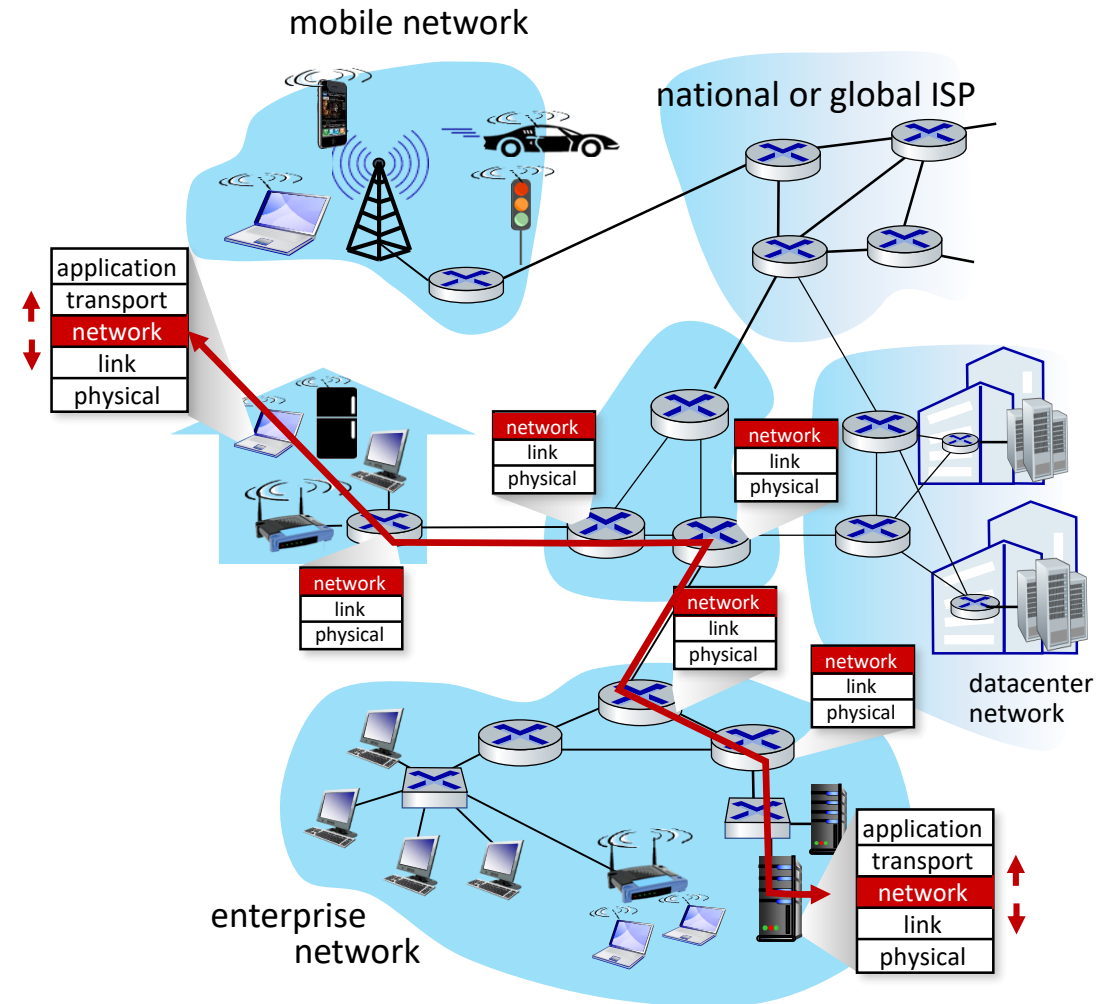 mobile network
national or global ISP
application
transport
network
link
physical
network
link
physical
network
link
physical
network
link
physical
network
link
physical
network
link
physical
datacenter
network
application
transport
network
link
physical
enterprise
network